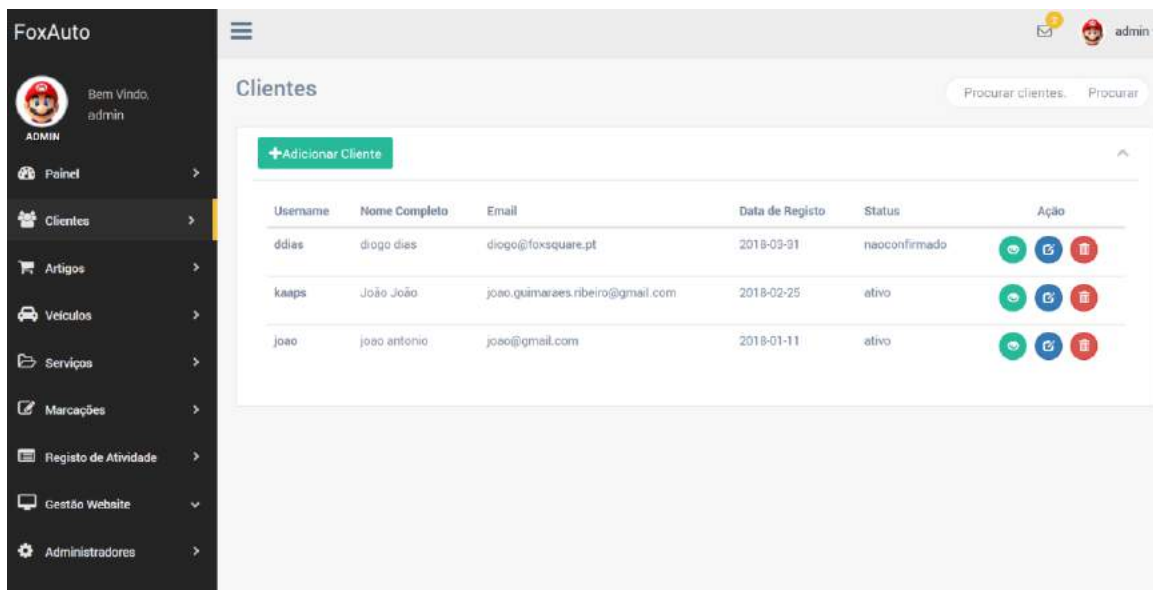 FoxAuto
admin
Bem Vindo,
admin
ADMIN
Painel
Clientes
Artigos
Veículos
Serviços
Marcações
Registo de Atividade
Gestão Website
Administradores
Clientes
Procurar clientes. Procurar
+Adicionar Cliente
Username Nome Completo Email Data de Registo Status Ação
ddias diogo dias diogo@foxsquare.pt 2018-03-31 naoconfirmado
kaaps João João joao.guimaraes.ribeiro@gmail.com 2018-02-25 ativo
joao joao antonio joao@gmail.com 2018-01-11 ativo